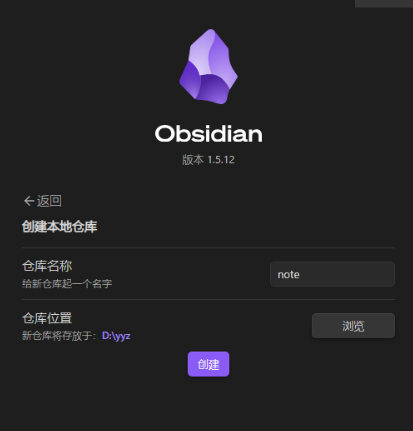 Obsidian
版本 1.5.12
←返回
创建本地仓库
仓库名称
给新仓库起一个名字
note
仓库位置
新仓库将存放于：D:\yyz
浏览
创建